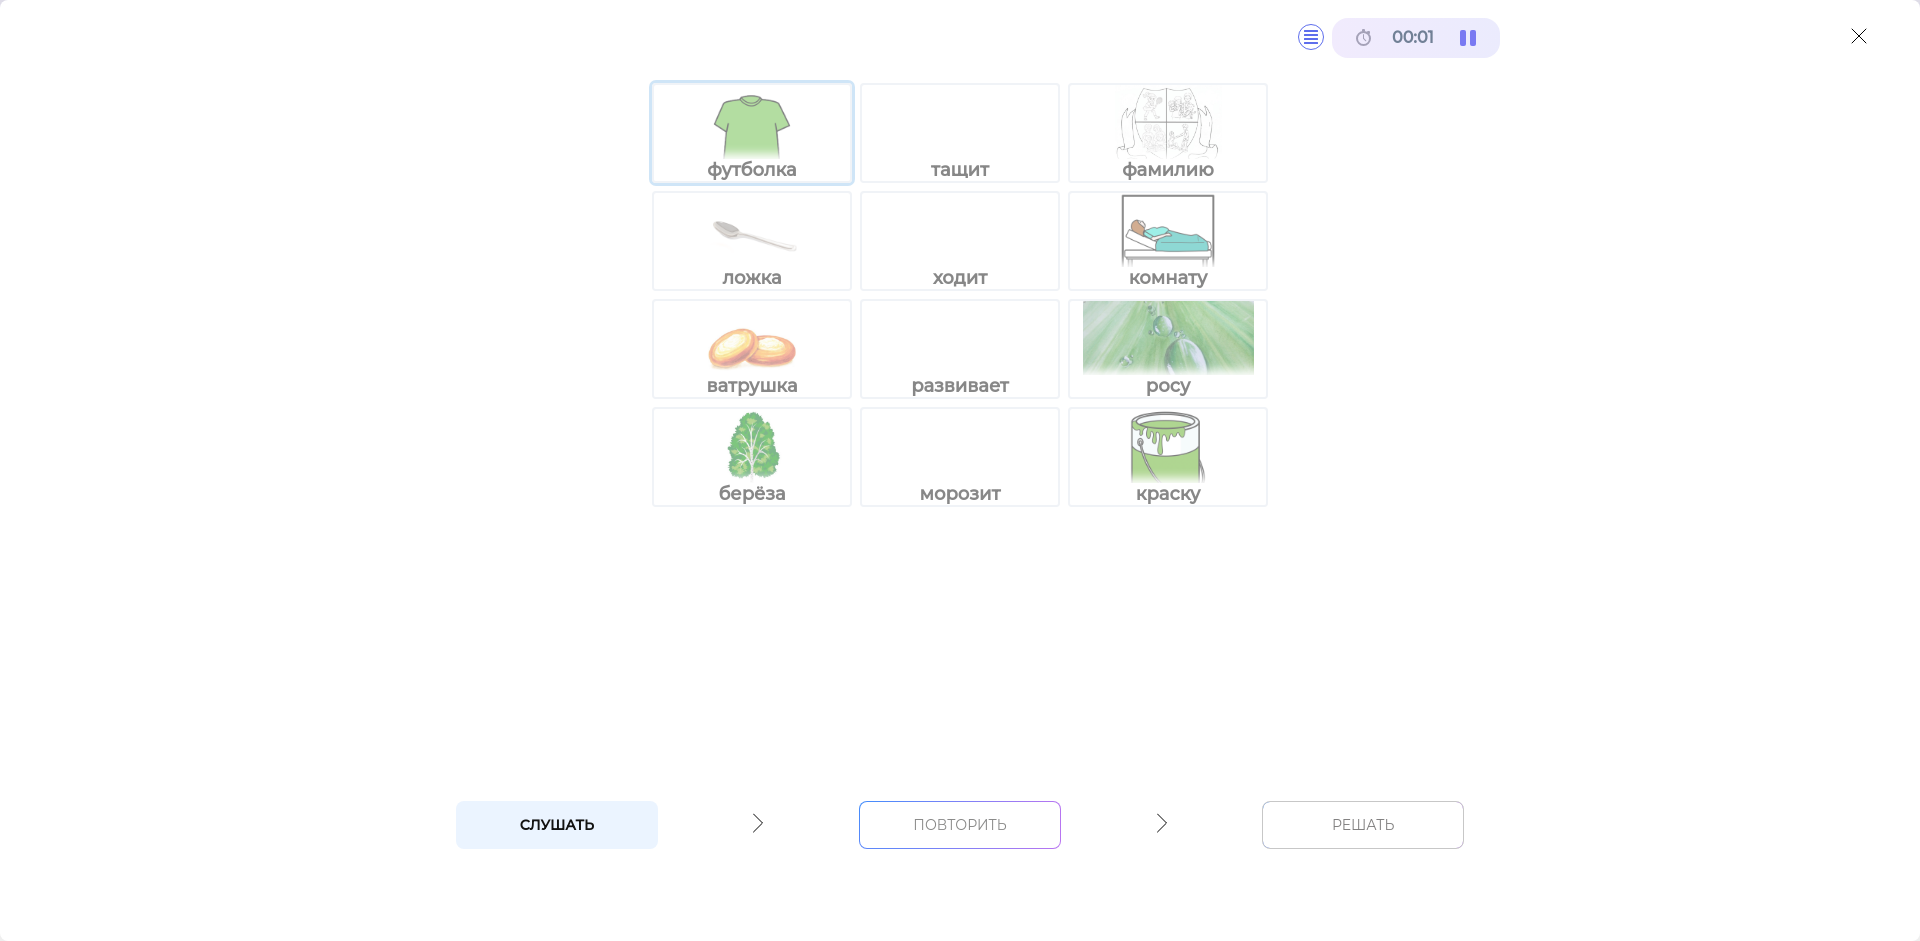 00:01
футболка
тащит
фамилию
ложка
ходит
комнату
ватрушка
развивает
росу
берёза
морозит
краску
СЛУШАТЬ
ПОВТОРИТЬ
РЕШАТЬ